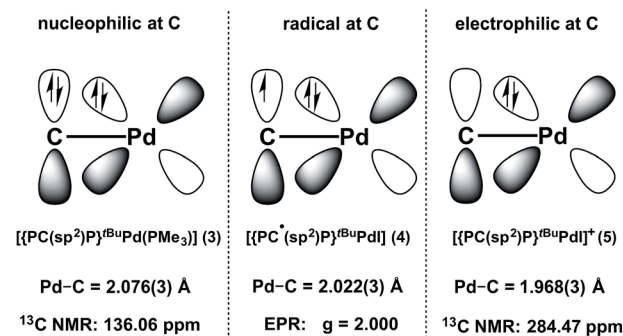 nucleophilic at C
radical at C
electrophilic at C
C Pd
C Pd
C Pd
[{PC(sp²)P}ᵗᴮᵘPd(PMe₃)] (3)
[{PC•(sp²)P}ᵗᴮᵘPdI] (4)
[{PC(sp²)P}ᵗᴮᵘPdI]⁺ (5)
Pd–C = 2.076(3) Å
Pd–C = 2.022(3) Å
Pd–C = 1.968(3) Å
¹³C NMR: 136.06 ppm
EPR: g = 2.000
¹³C NMR: 284.47 ppm